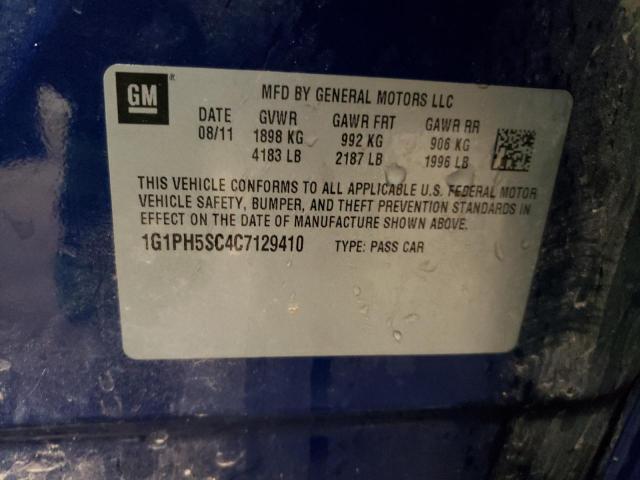 GM ®
MFD BY GENERAL MOTORS LLC
DATE GVWR GAWR FRT GAWR RR
08/11 1898 KG 992 KG 906 KG
4183 LB 2187 LB 1996 LB
THIS VEHICLE CONFORMS TO ALL APPLICABLE U.S. FEDERAL MOTOR
VEHICLE SAFETY, BUMPER, AND THEFT PREVENTION STANDARDS IN
EFFECT ON THE DATE OF MANUFACTURE SHOWN ABOVE.
1G1PH5SC4C7129410 TYPE: PASS CAR